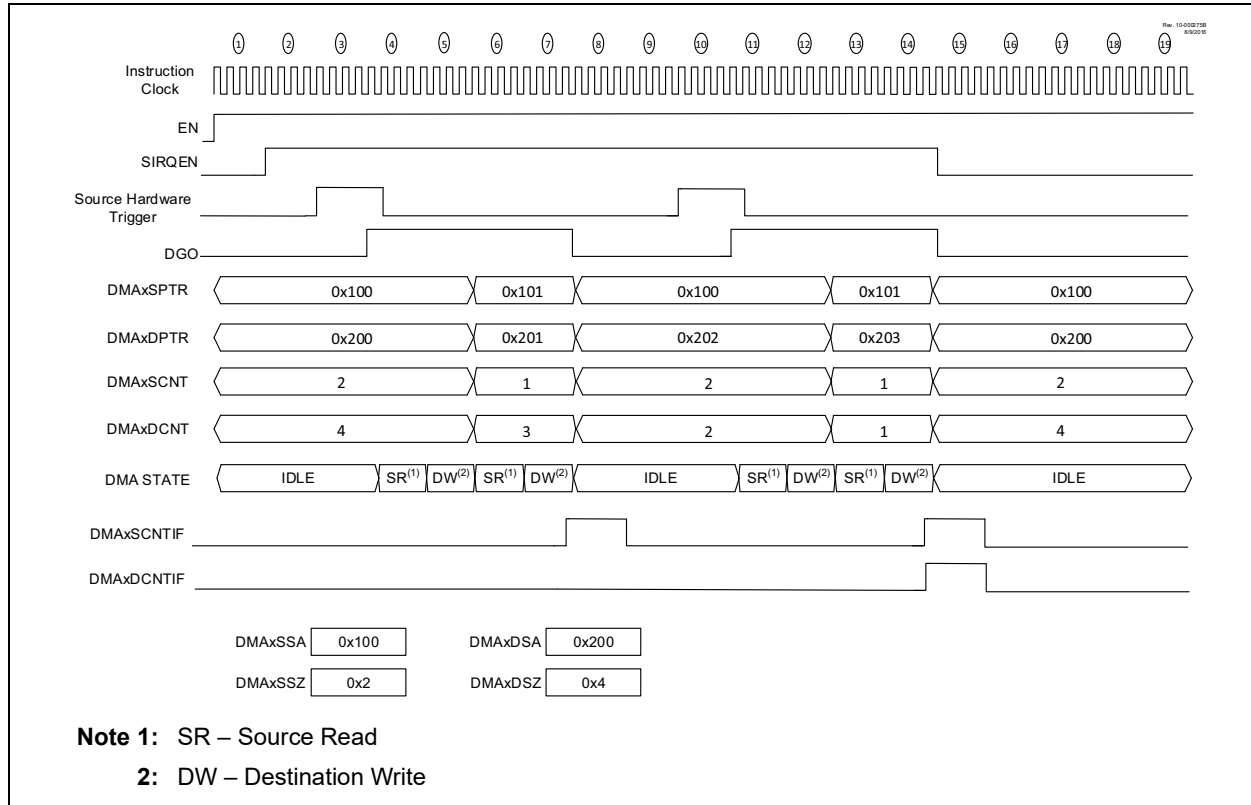 Rev. 10-000275B
8/9/2016
1 2 3 4 5 6 7 8 9 10 11 12 13 14 15 16 17 18 19
Instruction
Clock
EN
SIRQEN
Source Hardware
Trigger
DGO
DMAxSPTR 0x100 0x101 0x100 0x101 0x100
DMAxDPTR 0x200 0x201 0x202 0x203 0x200
DMAxSCNT 2 1 2 1 2
DMAxDCNT 4 3 2 1 4
DMA STATE IDLE SR(1) DW(2) SR(1) DW(2) IDLE SR(1) DW(2) SR(1) DW(2) IDLE
DMAxSCNTIF
DMAxDCNTIF
DMAxSSA 0x100 DMAxDSA 0x200
DMAxSSZ 0x2 DMAxDSZ 0x4
Note 1: SR – Source Read
2: DW – Destination Write